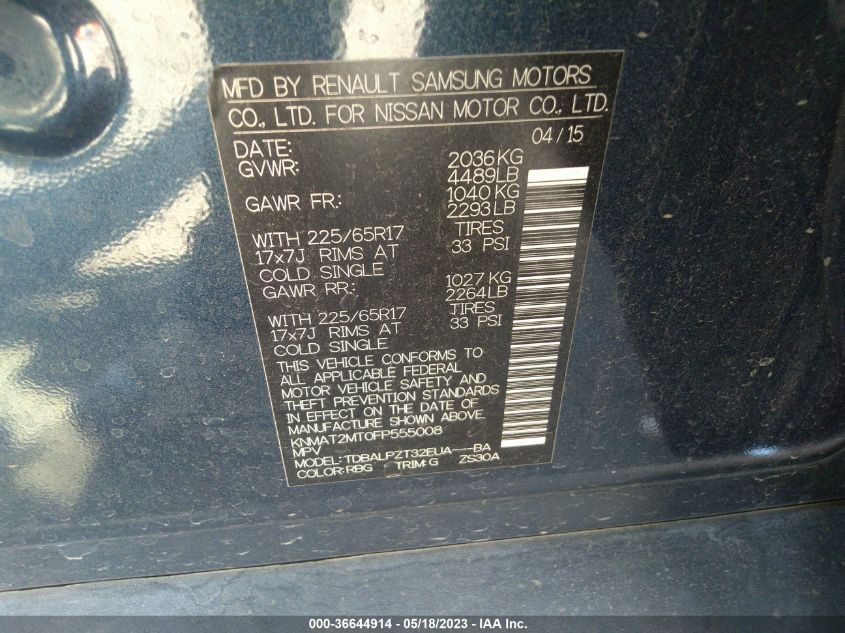 MFD BY RENAULT SAMSUNG MOTORS
CO., LTD. FOR NISSAN MOTOR CO., LTD.
DATE: 04/15
GVWR: 2036KG
4489LB
GAWR FR: 1040KG
2293LB
WITH 225/65R17 TIRES
17x7J RIMS AT 33 PSI
COLD SINGLE
GAWR RR: 1027KG
2264LB
WITH 225/65R17 TIRES
17x7J RIMS AT 33 PSI
COLD SINGLE
THIS VEHICLE CONFORMS TO
ALL APPLICABLE FEDERAL
MOTOR VEHICLE SAFETY AND
THEFT PREVENTION STANDARDS
IN EFFECT ON THE DATE OF
MANUFACTURE SHOWN ABOVE.
KNMAT2MT0FP555008
MPV
MODEL: TDBALPZT32EUA---BA
COLOR:RBG TRIM:G ZS30A
000-36644914 - 05/18/2023 - IAA Inc.